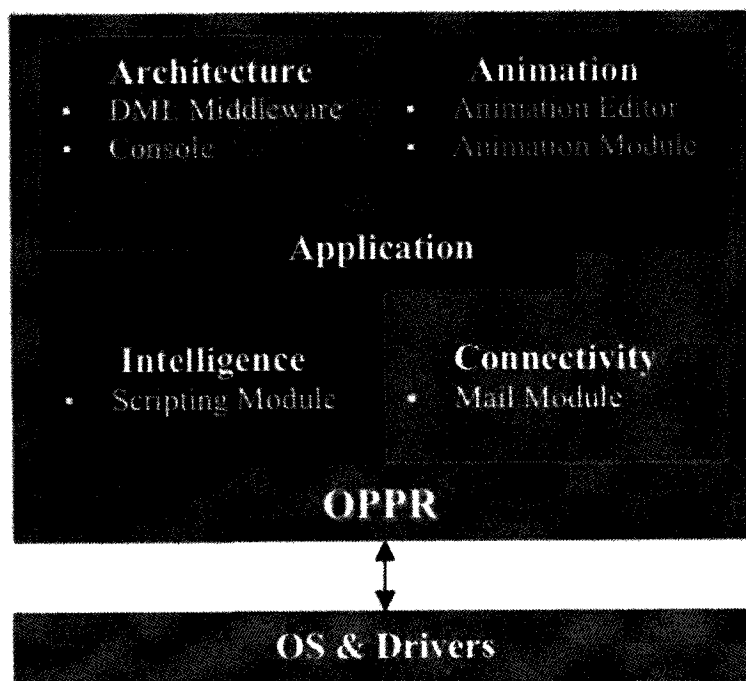 Architecture
▪ DML Middleware
▪ Console
Animation
▪ Animation Editor
▪ Animation Module
Application
Intelligence
▪ Scripting Module
Connectivity
▪ Mail Module
OPPR
OS & Drivers